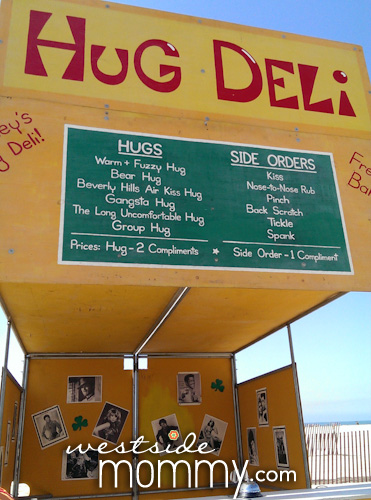 HUG DELI
ey's
Deli!
HUGS
Warm + Fuzzy Hug
Bear Hug
Beverly Hills Air Kiss Hug
Gangsta Hug
The Long Uncomfortable Hug
Group Hug
Prices: Hug - 2 Compliments
SIDE ORDERS
Kiss
Nose-to-Nose Rub
Pinch
Back Scratch
Tickle
Spank
Side Order - 1 Compliment
Fre
Ba
westside
mommy.com